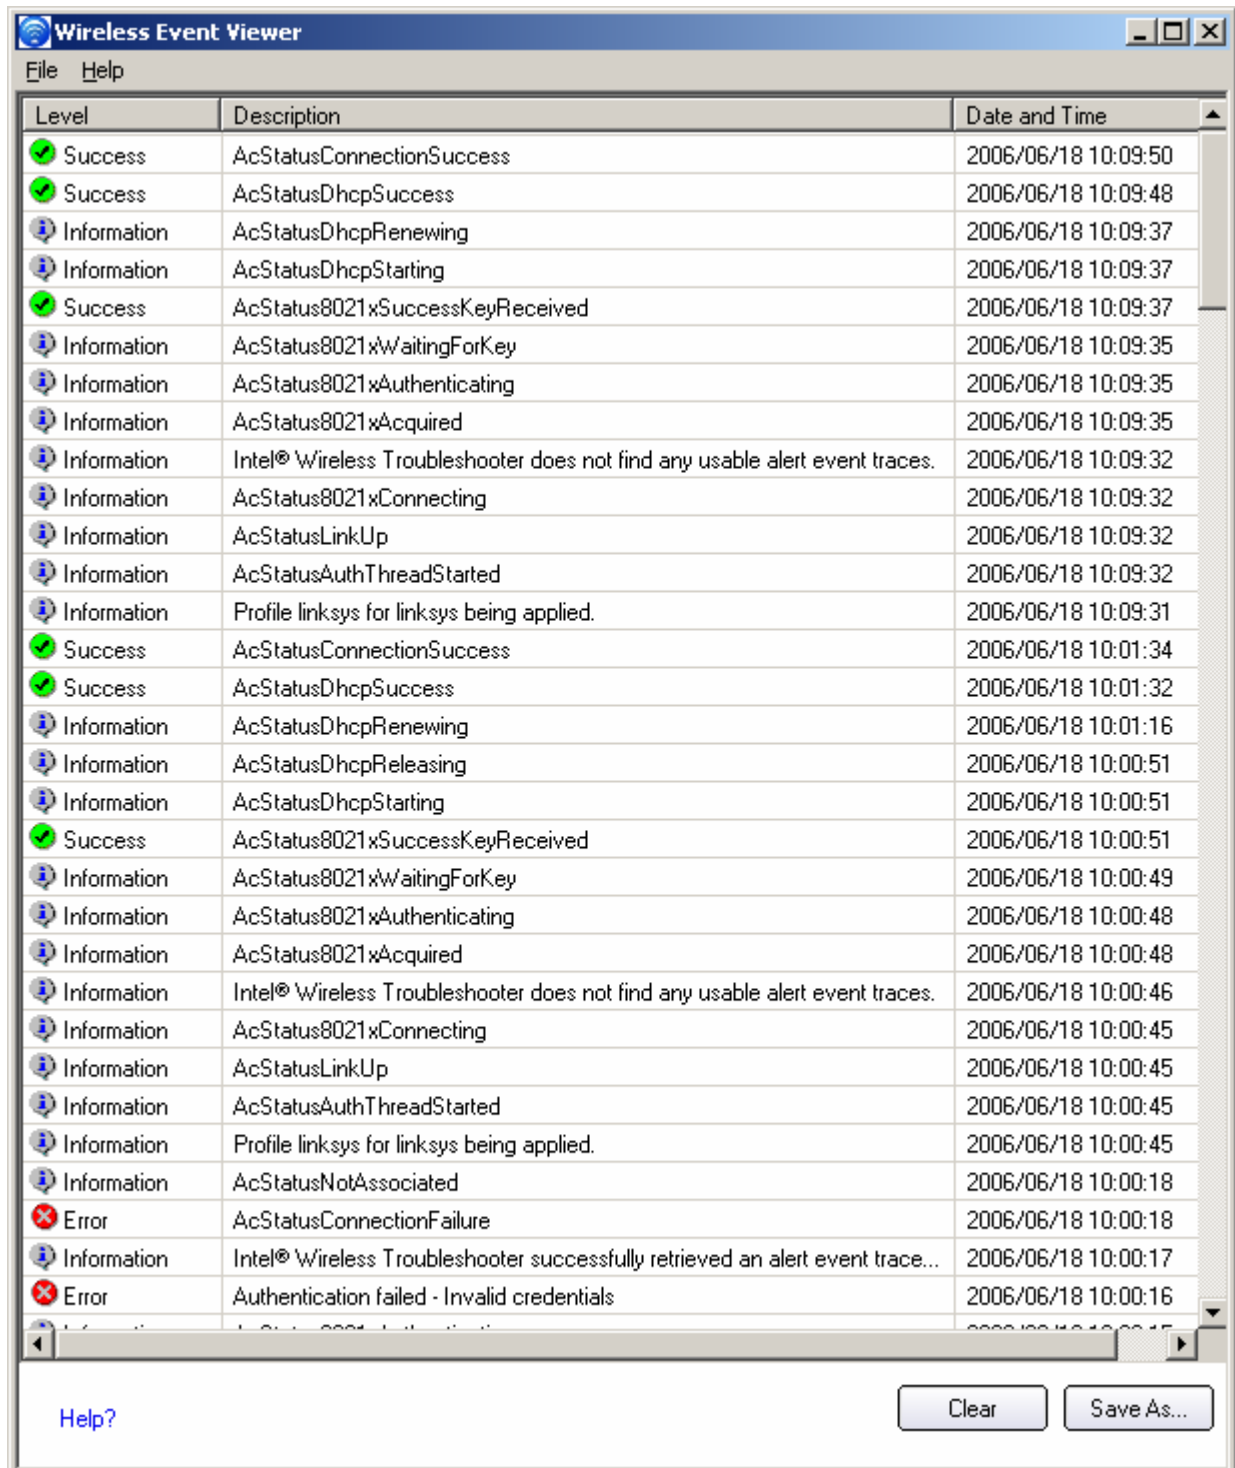 Wireless Event Viewer
File Help
Level Description Date and Time
Success AcStatusConnectionSuccess 2006/06/18 10:09:50
Success AcStatusDhcpSuccess 2006/06/18 10:09:48
Information AcStatusDhcpRenewing 2006/06/18 10:09:37
Information AcStatusDhcpStarting 2006/06/18 10:09:37
Success AcStatus8021xSuccessKeyReceived 2006/06/18 10:09:37
Information AcStatus8021xWaitingForKey 2006/06/18 10:09:35
Information AcStatus8021xAuthenticating 2006/06/18 10:09:35
Information AcStatus8021xAcquired 2006/06/18 10:09:35
Information Intel® Wireless Troubleshooter does not find any usable alert event traces. 2006/06/18 10:09:32
Information AcStatus8021xConnecting 2006/06/18 10:09:32
Information AcStatusLinkUp 2006/06/18 10:09:32
Information AcStatusAuthThreadStarted 2006/06/18 10:09:32
Information Profile linksys for linksys being applied. 2006/06/18 10:09:31
Success AcStatusConnectionSuccess 2006/06/18 10:01:34
Success AcStatusDhcpSuccess 2006/06/18 10:01:32
Information AcStatusDhcpRenewing 2006/06/18 10:01:16
Information AcStatusDhcpReleasing 2006/06/18 10:00:51
Information AcStatusDhcpStarting 2006/06/18 10:00:51
Success AcStatus8021xSuccessKeyReceived 2006/06/18 10:00:51
Information AcStatus8021xWaitingForKey 2006/06/18 10:00:49
Information AcStatus8021xAuthenticating 2006/06/18 10:00:48
Information AcStatus8021xAcquired 2006/06/18 10:00:48
Information Intel® Wireless Troubleshooter does not find any usable alert event traces. 2006/06/18 10:00:46
Information AcStatus8021xConnecting 2006/06/18 10:00:45
Information AcStatusLinkUp 2006/06/18 10:00:45
Information AcStatusAuthThreadStarted 2006/06/18 10:00:45
Information Profile linksys for linksys being applied. 2006/06/18 10:00:45
Information AcStatusNotAssociated 2006/06/18 10:00:18
Error AcStatusConnectionFailure 2006/06/18 10:00:18
Information Intel® Wireless Troubleshooter successfully retrieved an alert event trace... 2006/06/18 10:00:17
Error Authentication failed - Invalid credentials 2006/06/18 10:00:16
Help? Clear Save As...